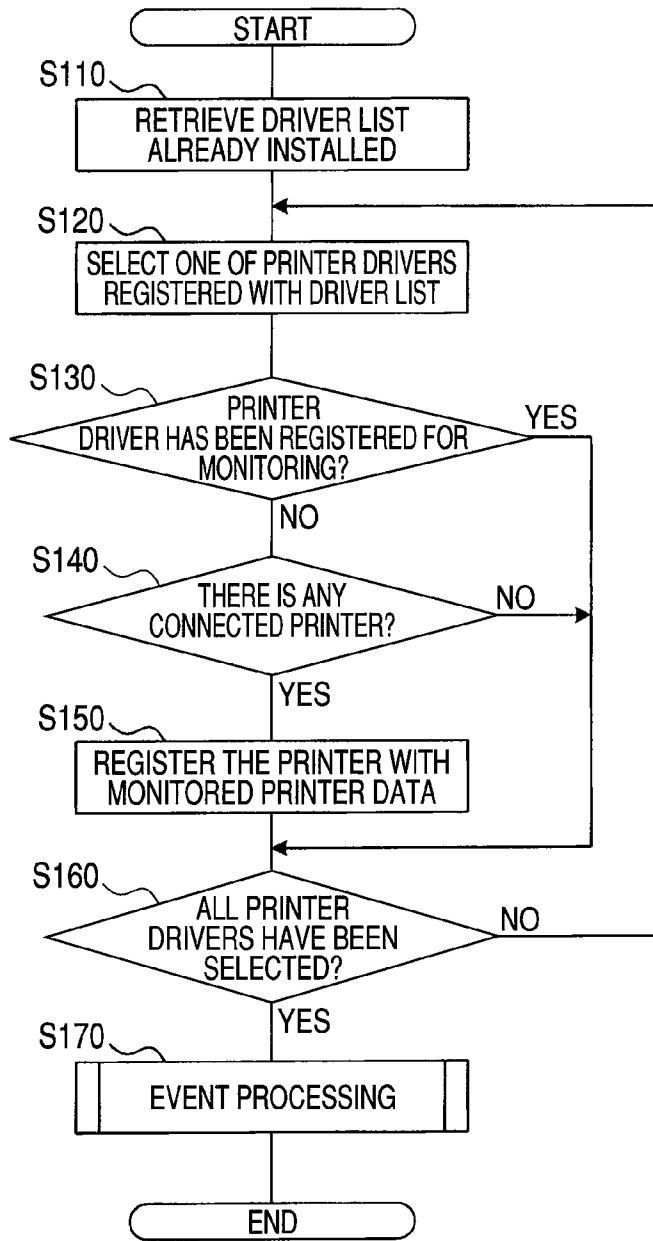 START
S110
RETRIEVE DRIVER LIST
ALREADY INSTALLED
S120
SELECT ONE OF PRINTER DRIVERS
REGISTERED WITH DRIVER LIST
S130
PRINTER
DRIVER HAS BEEN REGISTERED FOR
MONITORING?
YES
NO
S140
THERE IS ANY
CONNECTED PRINTER?
NO
YES
S150
REGISTER THE PRINTER WITH
MONITORED PRINTER DATA
S160
ALL PRINTER
DRIVERS HAVE BEEN
SELECTED?
NO
YES
S170
EVENT PROCESSING
END